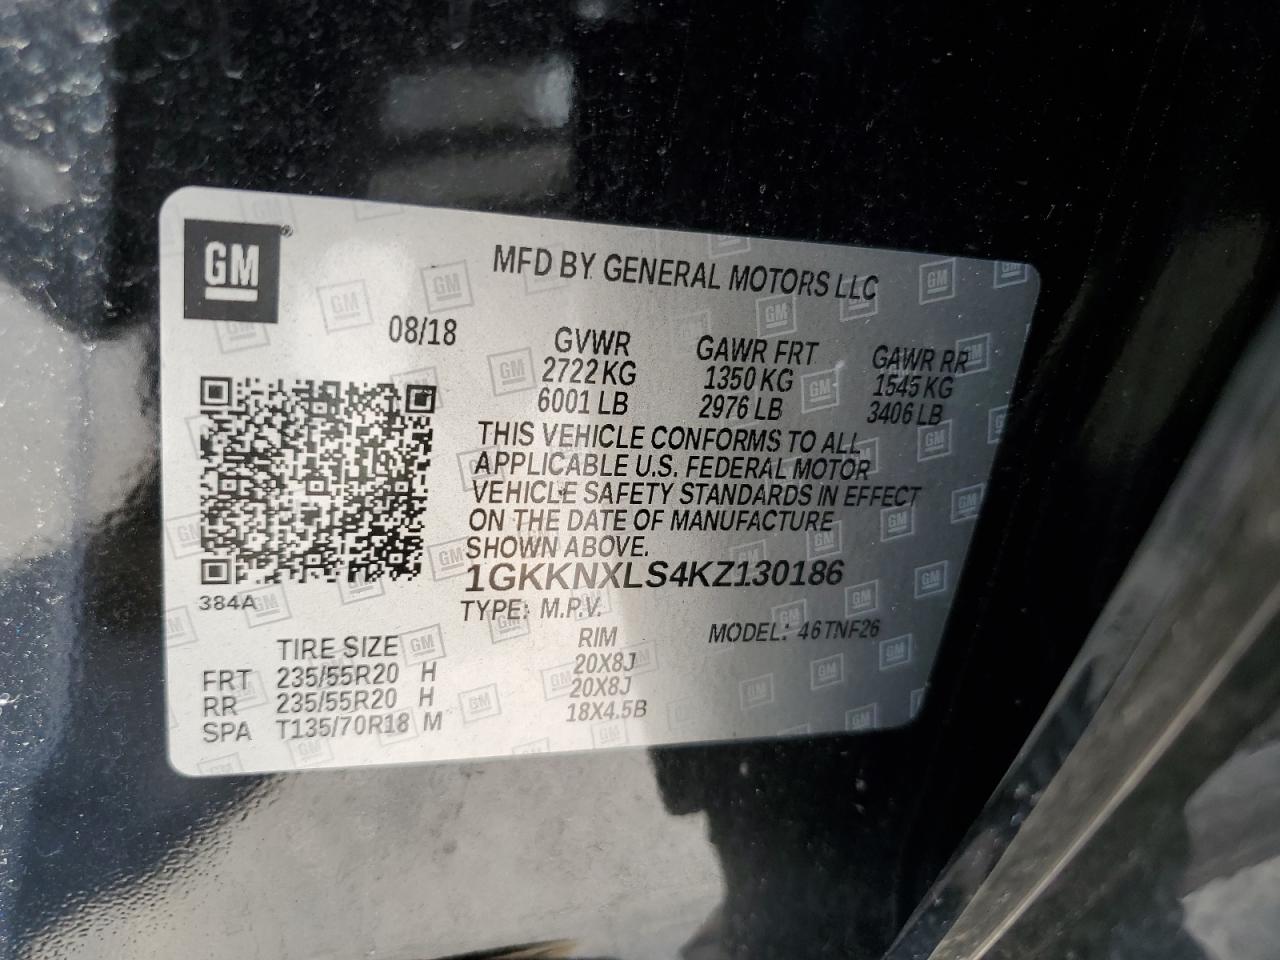 GM®
MFD BY GENERAL MOTORS LLC
08/18
GVWR GAWR FRT GAWR RR
2722 KG 1350 KG 1545 KG
6001 LB 2976 LB 3406 LB
THIS VEHICLE CONFORMS TO ALL
APPLICABLE U.S. FEDERAL MOTOR
VEHICLE SAFETY STANDARDS IN EFFECT
ON THE DATE OF MANUFACTURE
SHOWN ABOVE.
1GKKNXLS4KZ130186
384A
TYPE: M.P.V. MODEL: 46TNF26
TIRE SIZE RIM
FRT 235/55R20 H 20X8J
RR 235/55R20 H 20X8J
SPA T135/70R18 M 18X4.5B